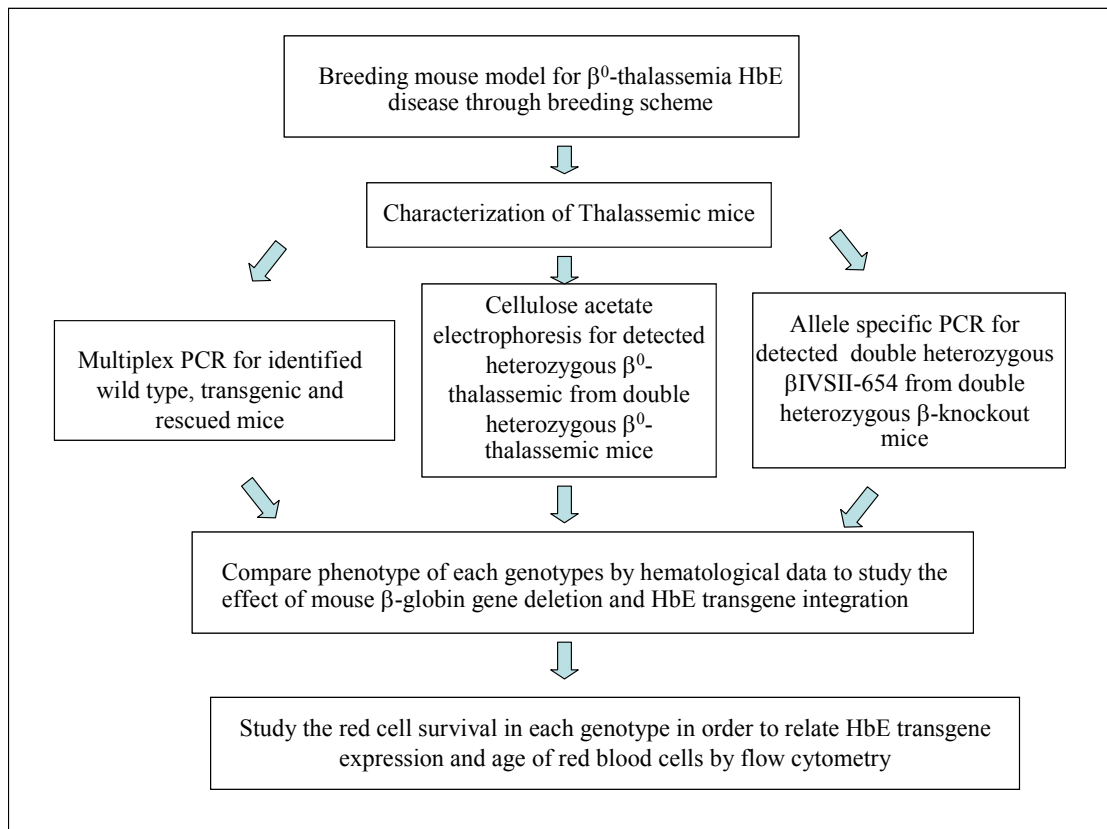 Breeding mouse model for β⁰-thalassemia HbE
disease through breeding scheme
Characterization of Thalassemic mice
Multiplex PCR for identified
wild type, transgenic and
rescued mice
Cellulose acetate
electrophoresis for detected
heterozygous β⁰-
thalassemic from double
heterozygous β⁰-
thalassemic mice
Allele specific PCR for
detected double heterozygous
βIVSII-654 from double
heterozygous β-knockout
mice
Compare phenotype of each genotypes by hematological data to study the
effect of mouse β-globin gene deletion and HbE transgene integration
Study the red cell survival in each genotype in order to relate HbE transgene
expression and age of red blood cells by flow cytometry